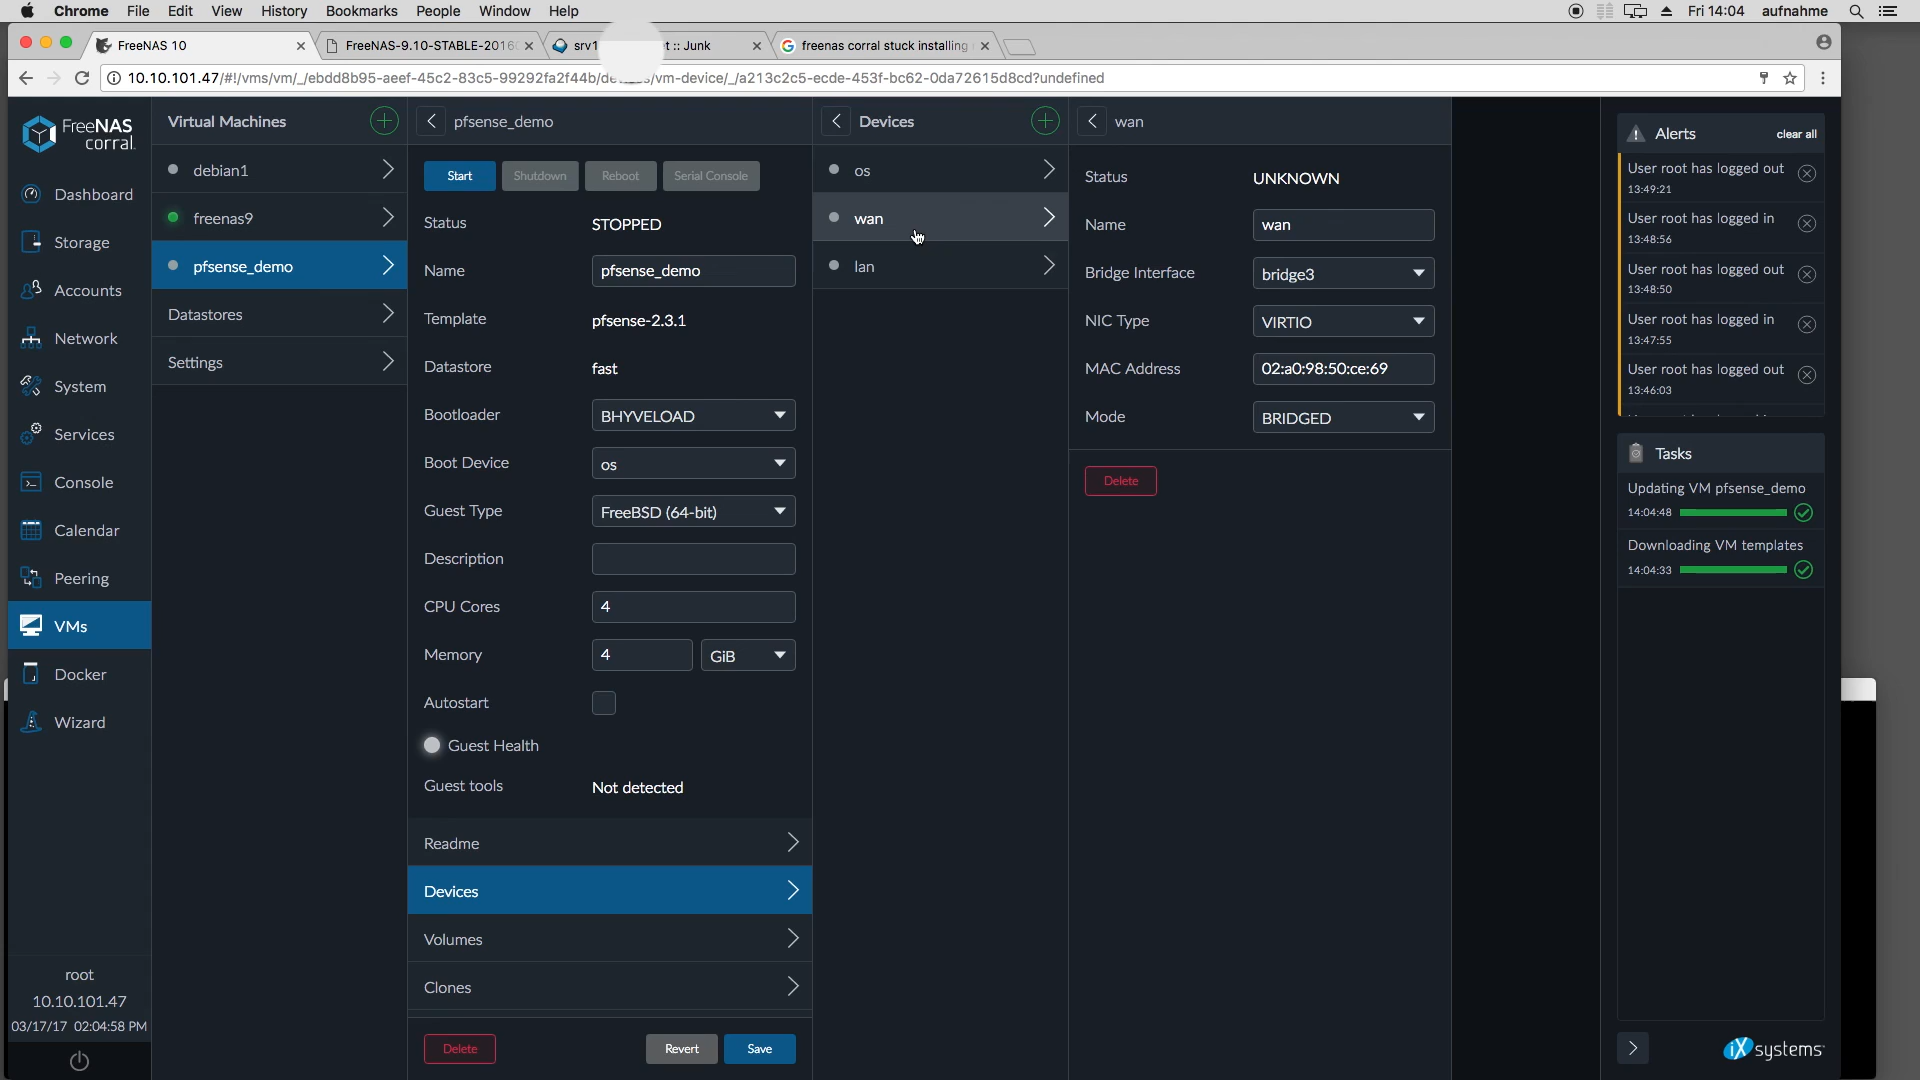 Chrome File Edit View History Bookmarks People Window Help Fri 14:04 aufnahme
FreeNAS 10 FreeNAS-9.10-STABLE-2016 srv1 t :: Junk freenas corral stuck installing
10.10.101.47/#!/vms/vm/_/ebdd8b95-aeef-45c2-83c5-99292fa2f44b/devices/vm-device/_/a213c2c5-ecde-453f-bc62-0da72615d8cd?undefined
FreeNAS
corral
Dashboard
Storage
Accounts
Network
System
Services
Console
Calendar
Peering
VMs
Docker
Wizard
root
10.10.101.47
03/17/17 02:04:58 PM
Virtual Machines
debian1
freenas9
pfsense_demo
Datastores
Settings
pfsense_demo
Start Shutdown Reboot Serial Console
Status STOPPED
Name pfsense_demo
Template pfsense-2.3.1
Datastore fast
Bootloader BHYVELOAD
Boot Device os
Guest Type FreeBSD (64-bit)
Description
CPU Cores 4
Memory 4 GiB
Autostart
Guest Health
Guest tools Not detected
Readme
Devices
Volumes
Clones
Delete Revert Save
Devices
os
wan
lan
wan
Status UNKNOWN
Name wan
Bridge Interface bridge3
NIC Type VIRTIO
MAC Address 02:a0:98:50:ce:69
Mode BRIDGED
Delete
Alerts clear all
User root has logged out
13:49:21
User root has logged in
13:48:56
User root has logged out
13:48:50
User root has logged in
13:47:55
User root has logged out
13:46:03
Tasks
Updating VM pfsense_demo
14:04:48
Downloading VM templates
14:04:33
iXsystems